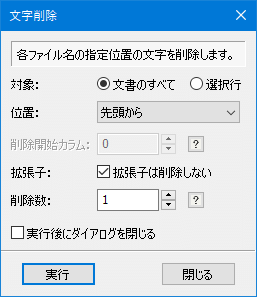 文字削除
各ファイル名の指定位置の文字を削除します。
対象: 文書のすべて 選択行
位置: 先頭から
削除開始カラム: 0 ?
拡張子: 拡張子は削除しない
削除数: 1 ?
実行後にダイアログを閉じる
実行 閉じる